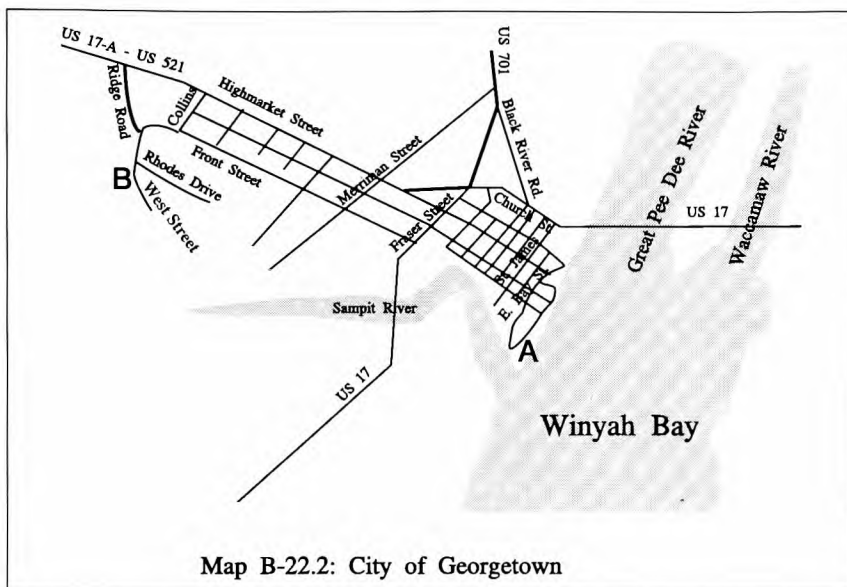 US 17-A - US 521
Ridge Road
Collins
Highmarket Street
US 701
Black River Rd.
Merriman Street
Front Street
B
Rhodes Drive
West Street
Fraser Street
Church St.
St. James
E. Bay St.
A
US 17
Great Pee Dee River
Waccamaw River
Sampit River
US 17
Winyah Bay
Map B-22.2: City of Georgetown